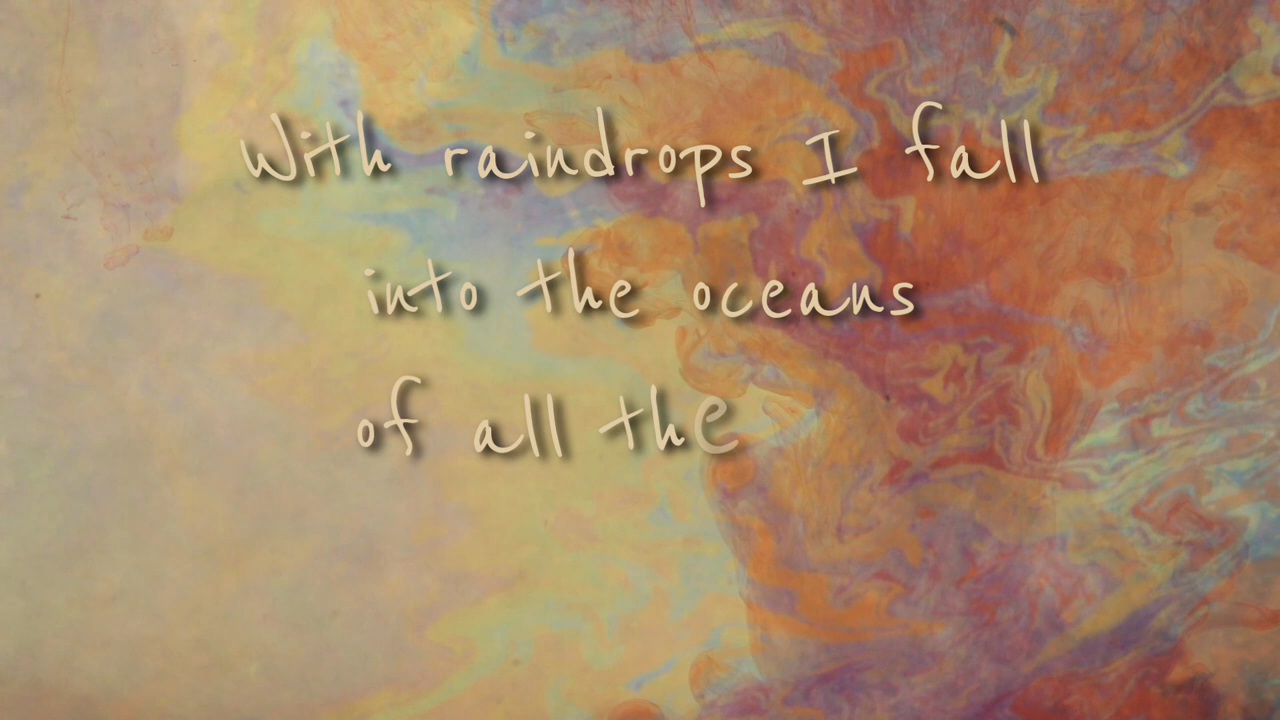 With raindrops I fall
into the oceans
of all the